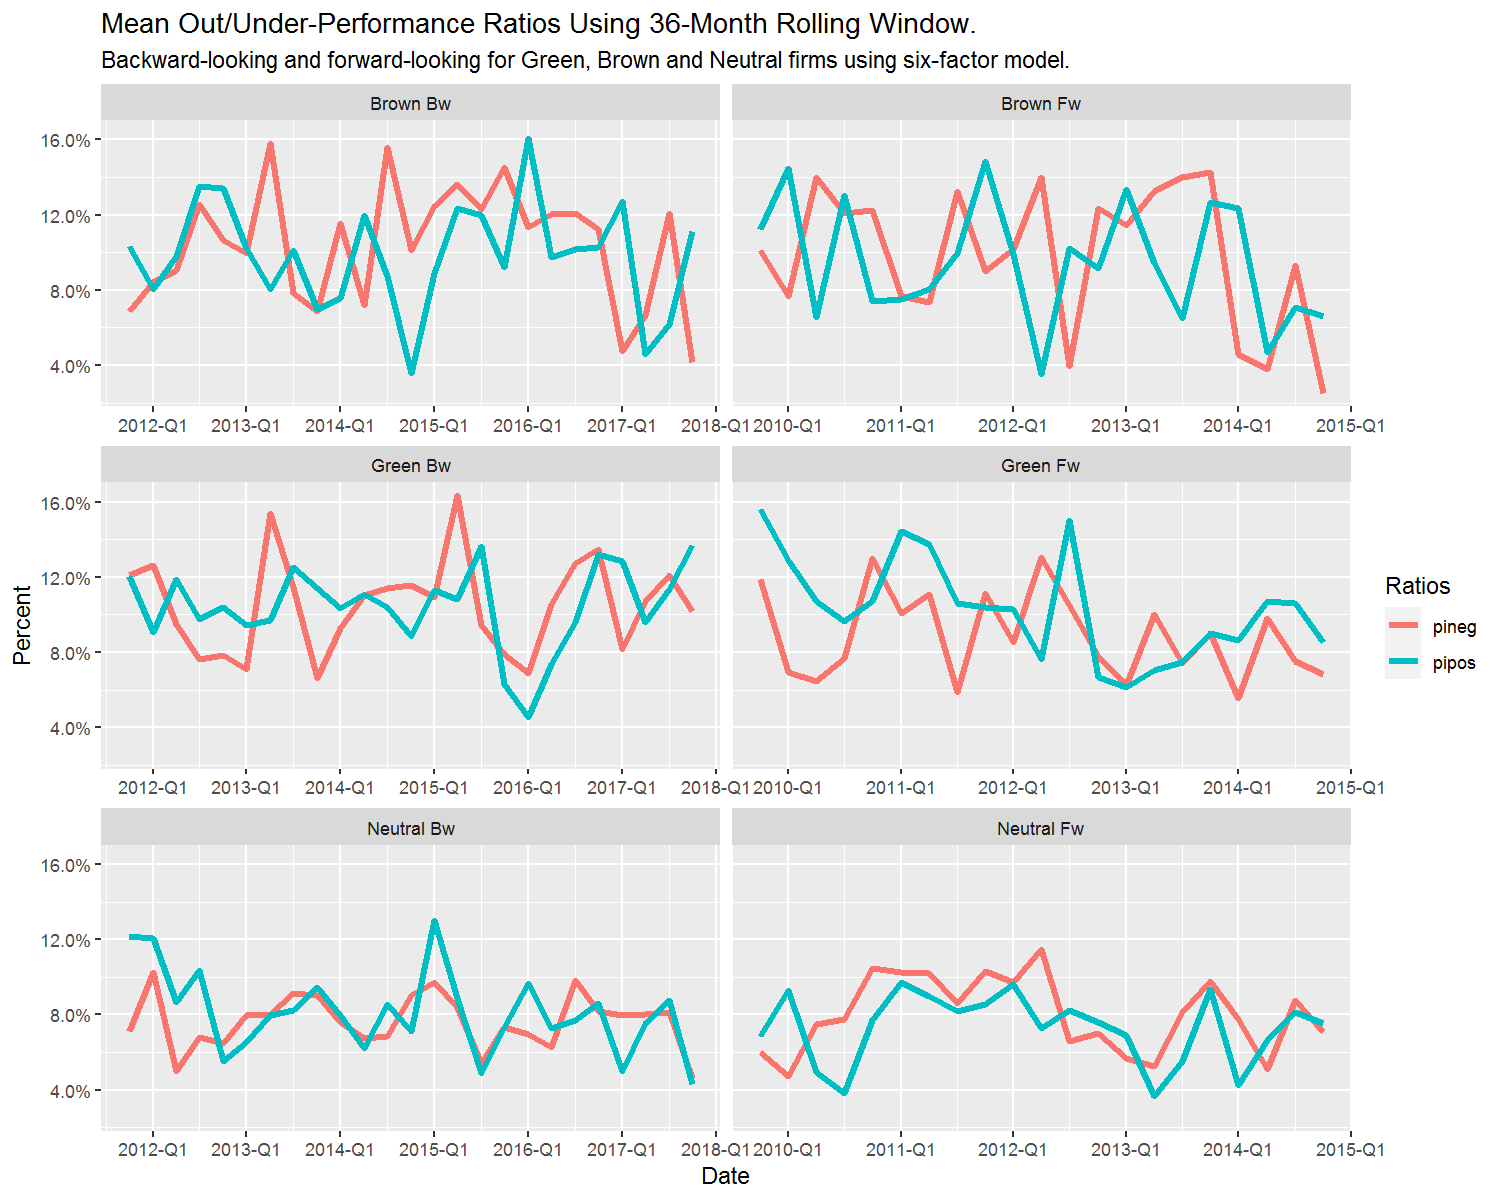 Mean Out/Under-Performance Ratios Using 36-Month Rolling Window.
Backward-looking and forward-looking for Green, Brown and Neutral firms using six-factor model.
Brown Bw
Brown Fw
16.0%
12.0%
8.0%
4.0%
2012-Q1 2013-Q1 2014-Q1 2015-Q1 2016-Q1 2017-Q1 2018-Q1
2010-Q1 2011-Q1 2012-Q1 2013-Q1 2014-Q1 2015-Q1
Green Bw
Green Fw
16.0%
12.0%
8.0%
4.0%
2012-Q1 2013-Q1 2014-Q1 2015-Q1 2016-Q1 2017-Q1 2018-Q1
2010-Q1 2011-Q1 2012-Q1 2013-Q1 2014-Q1 2015-Q1
Neutral Bw
Neutral Fw
16.0%
12.0%
8.0%
4.0%
2012-Q1 2013-Q1 2014-Q1 2015-Q1 2016-Q1 2017-Q1 2018-Q1
2010-Q1 2011-Q1 2012-Q1 2013-Q1 2014-Q1 2015-Q1
Percent
Date
Ratios
pineg
pipos